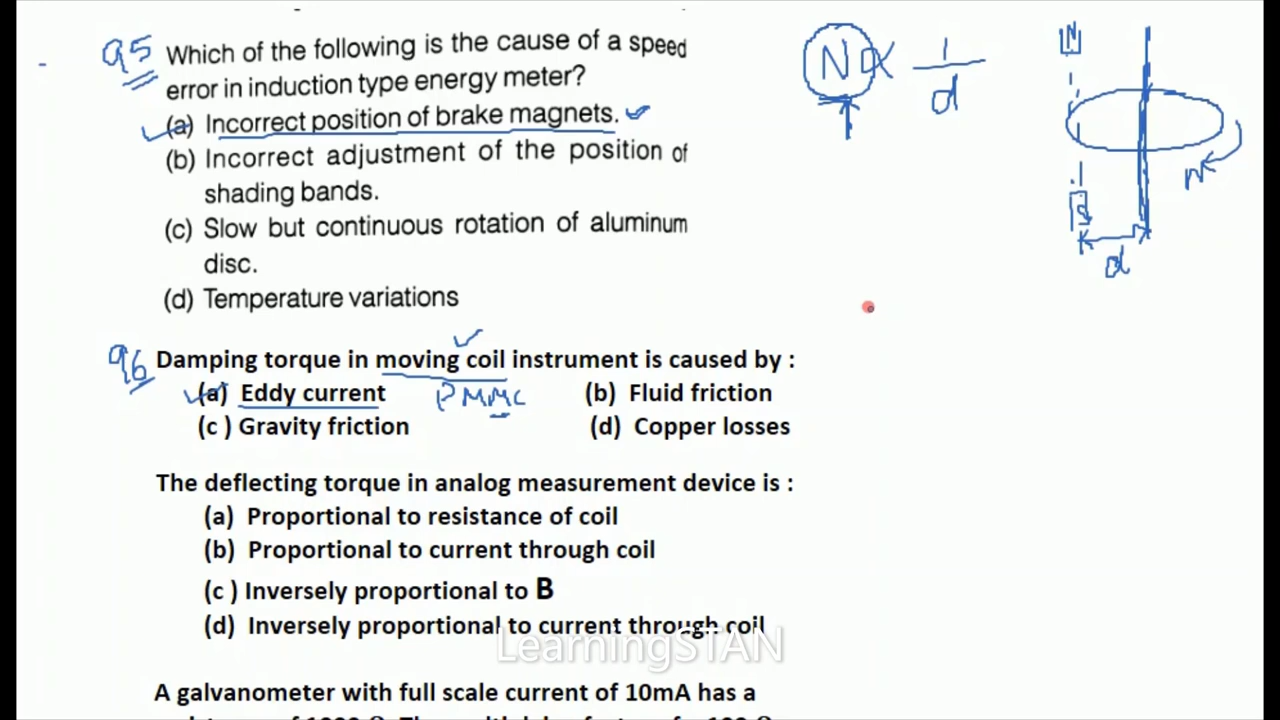 95 Which of the following is the cause of a speed
error in induction type energy meter?
(a) Incorrect position of brake magnets.
(b) Incorrect adjustment of the position of
shading bands.
(c) Slow but continuous rotation of aluminum
disc.
(d) Temperature variations
N ∝ 1/d
N
S
N
d
96 Damping torque in moving coil instrument is caused by :
(a) Eddy current PMMC (b) Fluid friction
(c ) Gravity friction (d) Copper losses
The deflecting torque in analog measurement device is :
(a) Proportional to resistance of coil
(b) Proportional to current through coil
(c ) Inversely proportional to B
(d) Inversely proportional to current through coil
LearningSTAN
A galvanometer with full scale current of 10mA has a